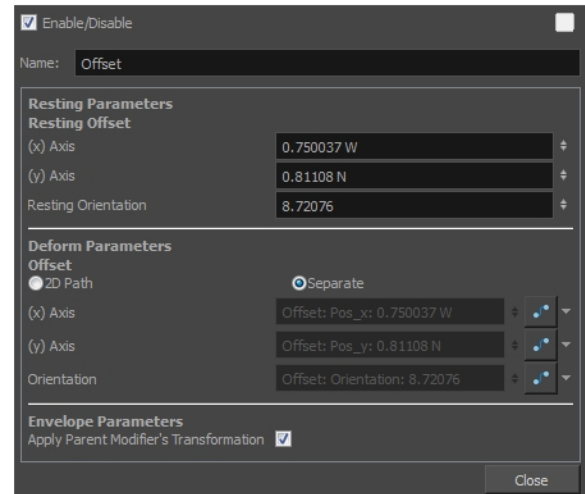 Enable/Disable
Name: Offset
Resting Parameters
Resting Offset
(x) Axis 0.750037 W
(y) Axis 0.81108 N
Resting Orientation 8.72076
Deform Parameters
Offset
2D Path Separate
(x) Axis Offset: Pos_x: 0.750037 W
(y) Axis Offset: Pos_y: 0.81108 N
Orientation Offset: Orientation: 8.72076
Envelope Parameters
Apply Parent Modifier's Transformation
Close